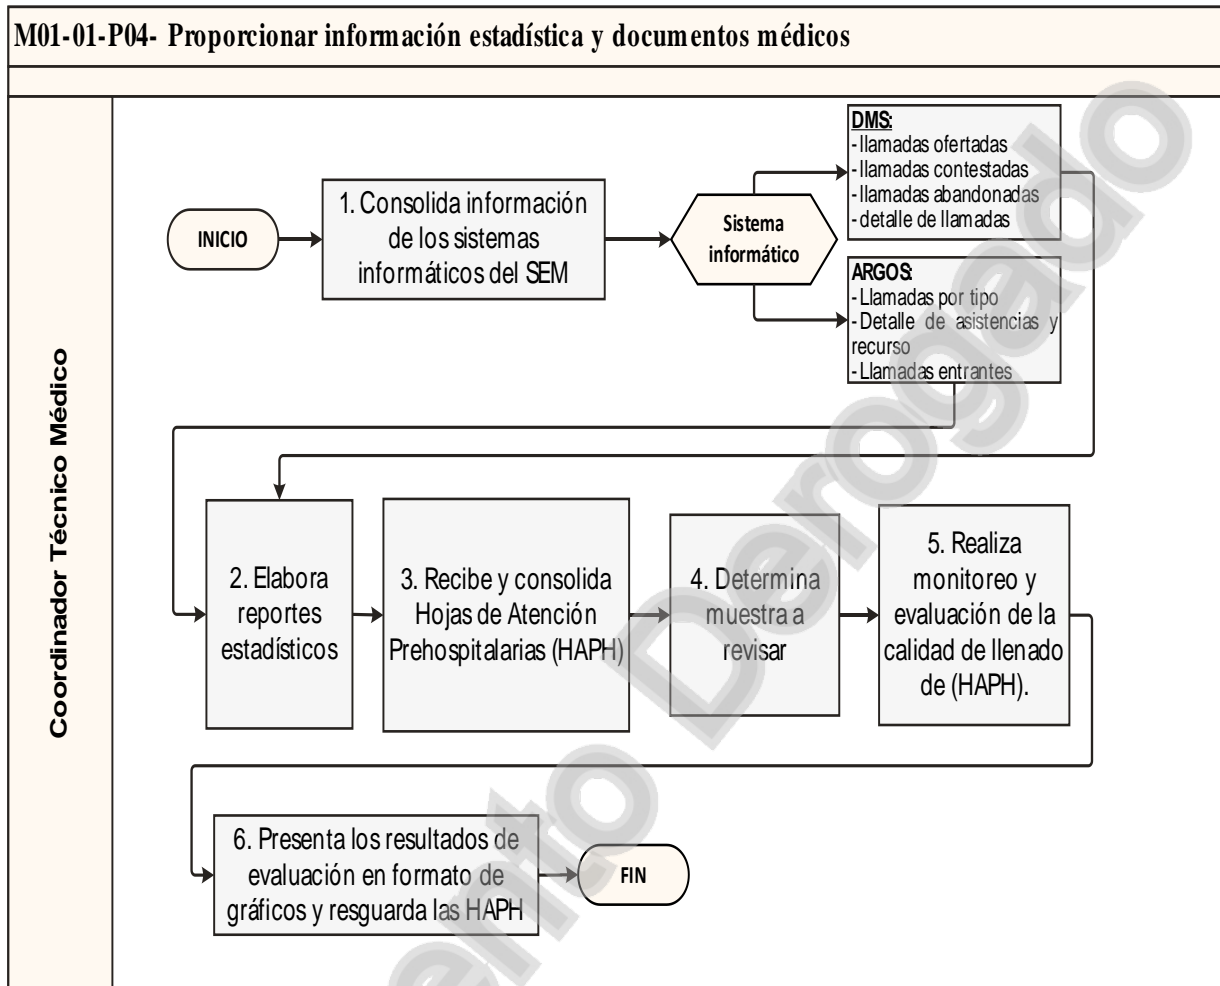 M01-01-P04- Proporcionar información estadística y documentos médicos
Coordinador Técnico Médico
INICIO
1. Consolida información
de los sistemas
informáticos del SEM
Sistema
informático
DMS:
- llamadas ofertadas
- llamadas contestadas
- llamadas abandonadas
- detalle de llamadas
ARGOS:
- Llamadas por tipo
- Detalle de asistencias y
recurso
- Llamadas entrantes
2. Elabora
reportes
estadísticos
3. Recibe y consolida
Hojas de Atención
Prehospitalarias (HAPH)
4. Determina
muestra a
revisar
5. Realiza
monitoreo y
evaluación de la
calidad de llenado
de (HAPH).
6. Presenta los resultados de
evaluación en formato de
gráficos y resguarda las HAPH
FIN
ento Derogado